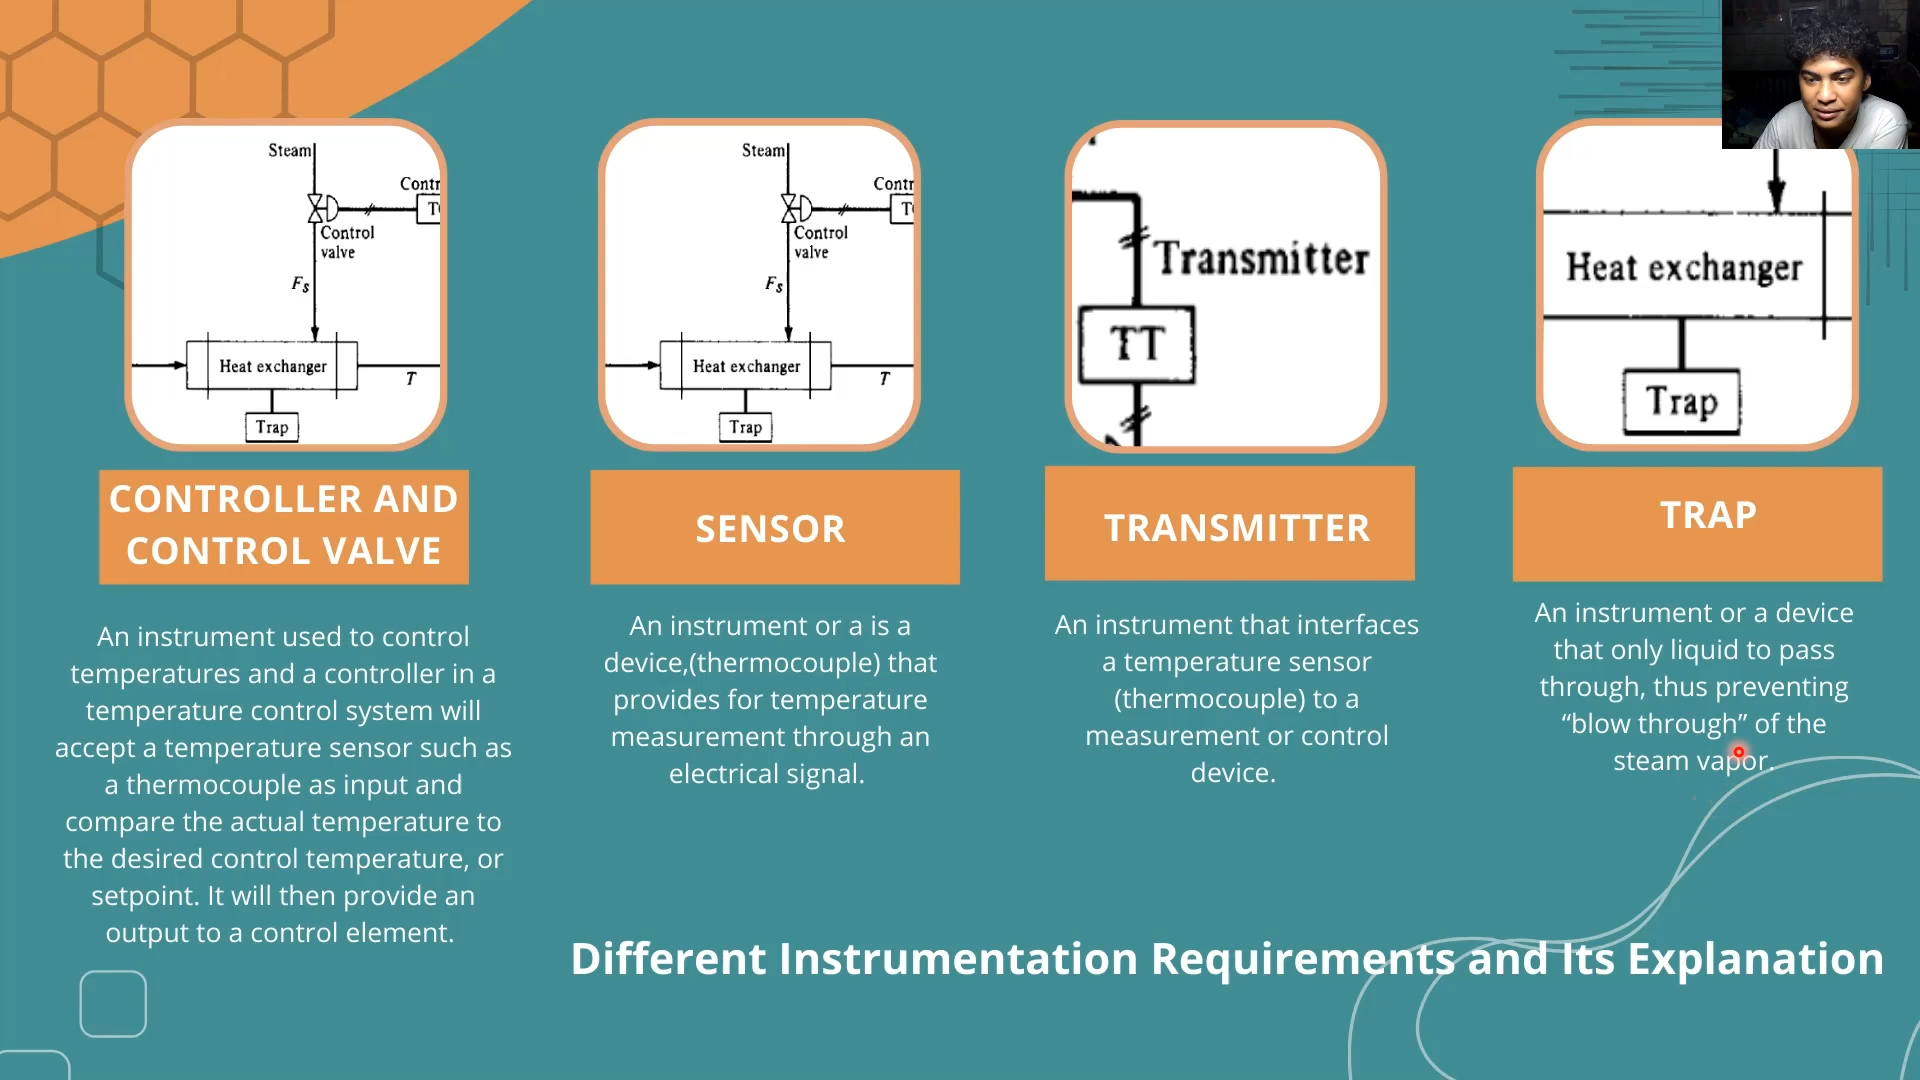 Steam
Contr
T
Control
valve
Fs
Heat exchanger
T
Trap
CONTROLLER AND
CONTROL VALVE
An instrument used to control
temperatures and a controller in a
temperature control system will
accept a temperature sensor such as
a thermocouple as input and
compare the actual temperature to
the desired control temperature, or
setpoint. It will then provide an
output to a control element.
Steam
Contr
T
Control
valve
Fs
Heat exchanger
T
Trap
SENSOR
An instrument or a is a
device,(thermocouple) that
provides for temperature
measurement through an
electrical signal.
Transmitter
TT
TRANSMITTER
An instrument that interfaces
a temperature sensor
(thermocouple) to a
measurement or control
device.
Heat exchanger
Trap
TRAP
An instrument or a device
that only liquid to pass
through, thus preventing
“blow through” of the
steam vapor.
Different Instrumentation Requirements and Its Explanation